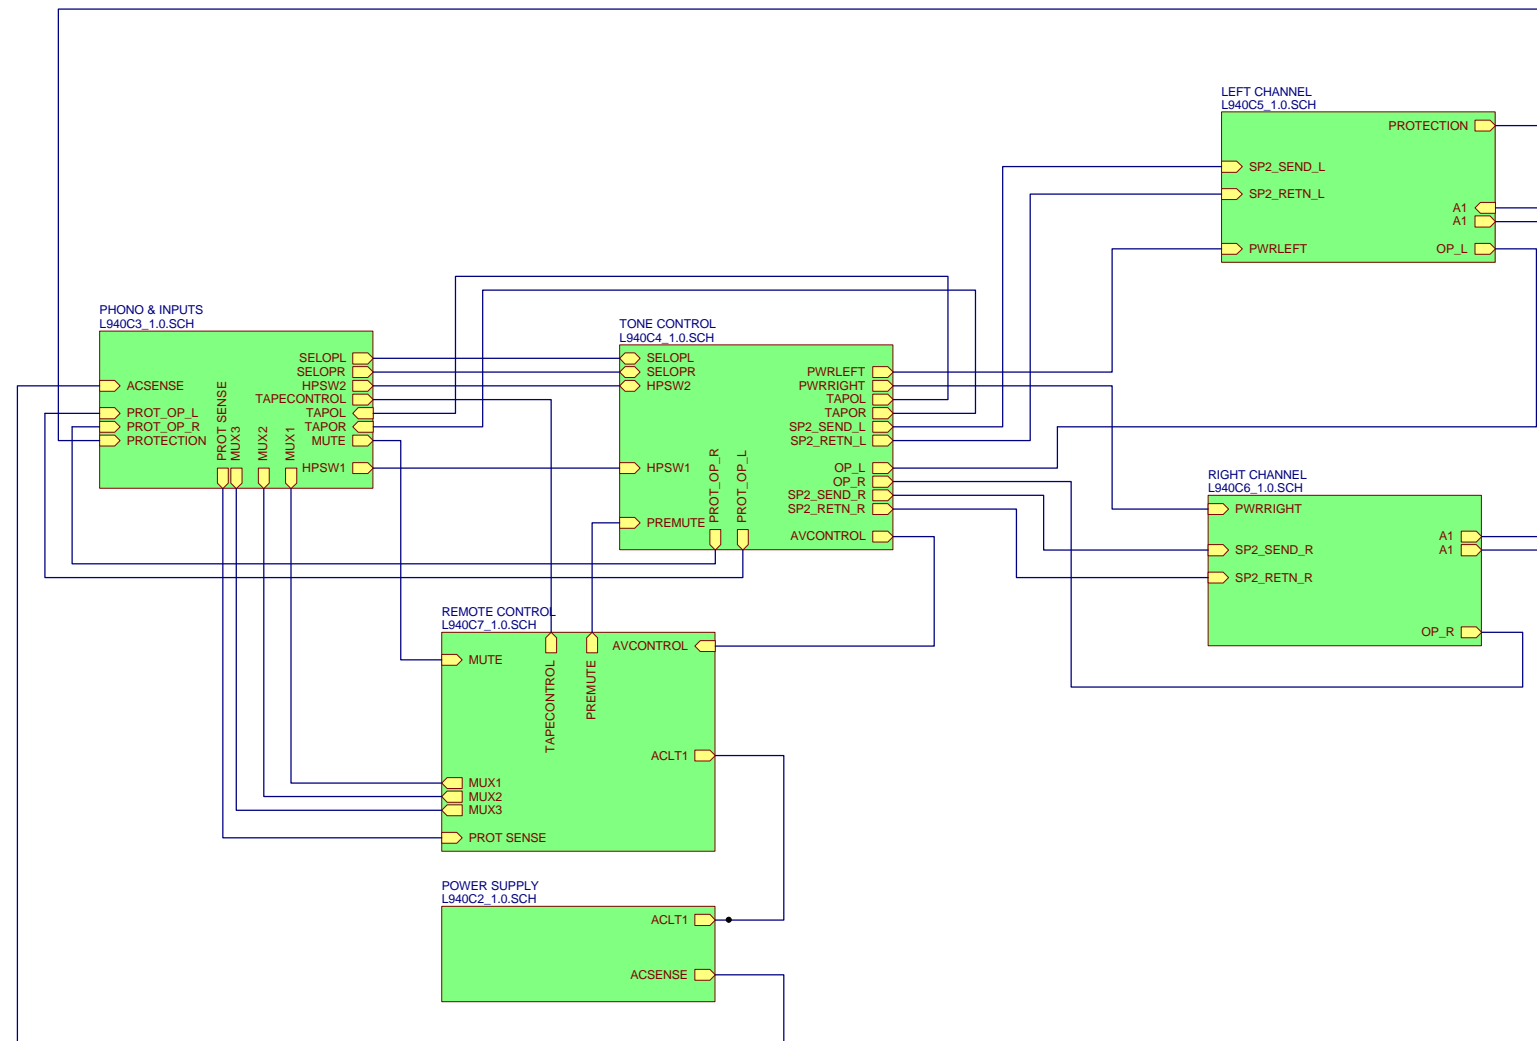 LEFT CHANNEL
L940C5_1.0.SCH
PROTECTION
SP2_SEND_L
SP2_RETN_L
A1
A1
PWRLEFT
OP_L
PHONO & INPUTS
L940C3_1.0.SCH
SELOPL
SELOPR
HPSW2
TAPECONTROL
TAPOL
TAPOR
MUTE
HPSW1
ACSENSE
PROT_OP_L
PROT_OP_R
PROTECTION
PROT SENSE
MUX3
MUX2
MUX1
TONE CONTROL
L940C4_1.0.SCH
SELOPL
SELOPR
HPSW2
HPSW1
PREMUTE
PROT_OP_R
PROT_OP_L
PWRLEFT
PWRRIGHT
TAPOL
TAPOR
SP2_SEND_L
SP2_RETN_L
OP_L
OP_R
SP2_SEND_R
SP2_RETN_R
AVCONTROL
RIGHT CHANNEL
L940C6_1.0.SCH
PWRRIGHT
A1
A1
SP2_SEND_R
SP2_RETN_R
OP_R
REMOTE CONTROL
L940C7_1.0.SCH
MUTE
TAPECONTROL
PREMUTE
AVCONTROL
ACLT1
MUX1
MUX2
MUX3
PROT SENSE
POWER SUPPLY
L940C2_1.0.SCH
ACLT1
ACSENSE